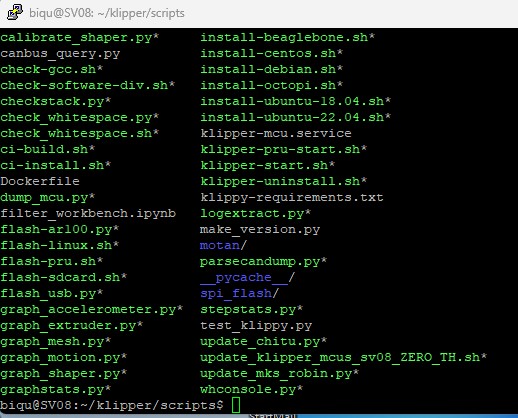 biqu@SV08: ~/klipper/scripts
calibrate_shaper.py* install-beaglebone.sh*
canbus_query.py install-centos.sh*
check-gcc.sh* install-debian.sh*
check-software-div.sh* install-octopi.sh*
checkstack.py* install-ubuntu-18.04.sh*
check_whitespace.py* install-ubuntu-22.04.sh*
check_whitespace.sh* klipper-mcu.service
ci-build.sh* klipper-pru-start.sh*
ci-install.sh* klipper-start.sh*
Dockerfile klipper-uninstall.sh*
dump_mcu.py* klippy-requirements.txt
filter_workbench.ipynb logextract.py*
flash-ar100.py* make_version.py
flash-linux.sh* motan/
flash-pru.sh* parsecandump.py*
flash-sdcard.sh* __pycache__/
flash_usb.py* spi_flash/
graph_accelerometer.py* stepstats.py*
graph_extruder.py* test_klippy.py
graph_mesh.py* update_chitu.py*
graph_motion.py* update_klipper_mcus_sv08_ZERO_TH.sh*
graph_shaper.py* update_mks_robin.py*
graphstats.py* whconsole.py*
biqu@SV08:~/klipper/scripts$